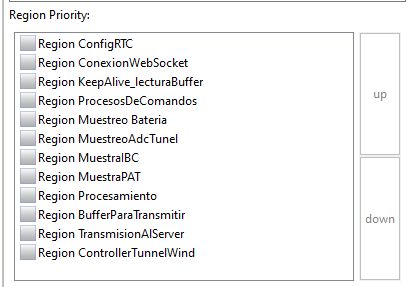 Region Priority:
Region ConfigRTC
Region ConexionWebSocket
Region KeepAlive_lecturaBuffer
Region ProcesosDeComandos
Region Muestreo Bateria
Region MuestreoAdcTunel
Region MuestraIBC
Region MuestraPAT
Region Procesamiento
Region BufferParaTransmitir
Region TransmisionAlServer
Region ControllerTunnelWind
up
down